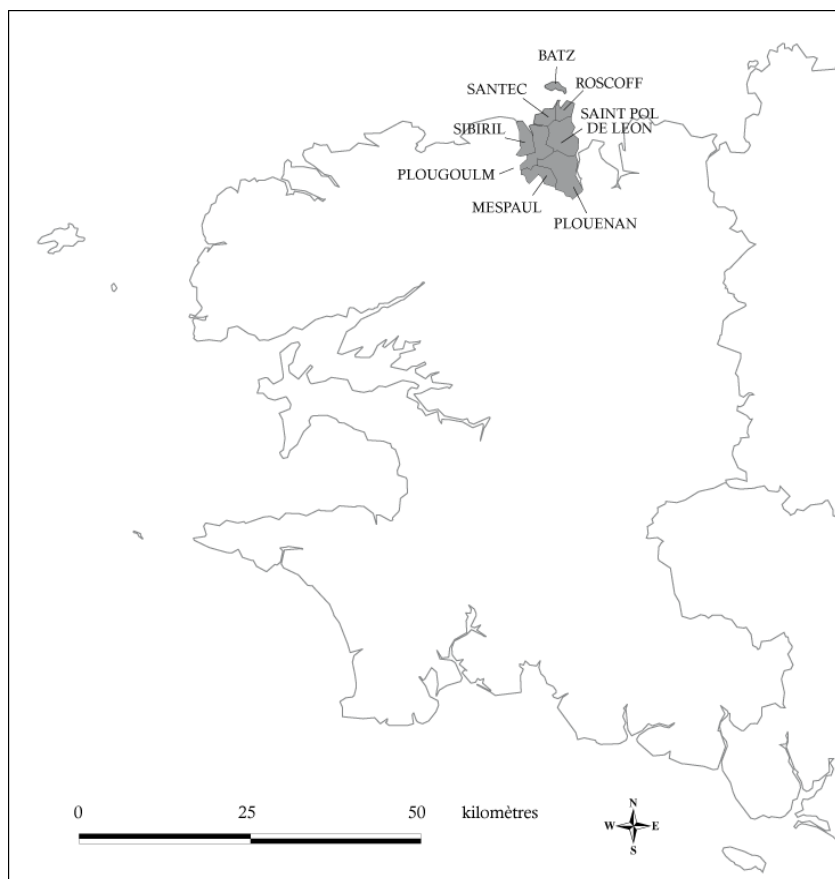 BATZ
SANTEC
ROSCOFF
SAINT POL
DE LEON
SIBIRIL
PLOUGOULM
MESPAUL
PLOUENAN
0 25 50 kilomètres
N
W E
S